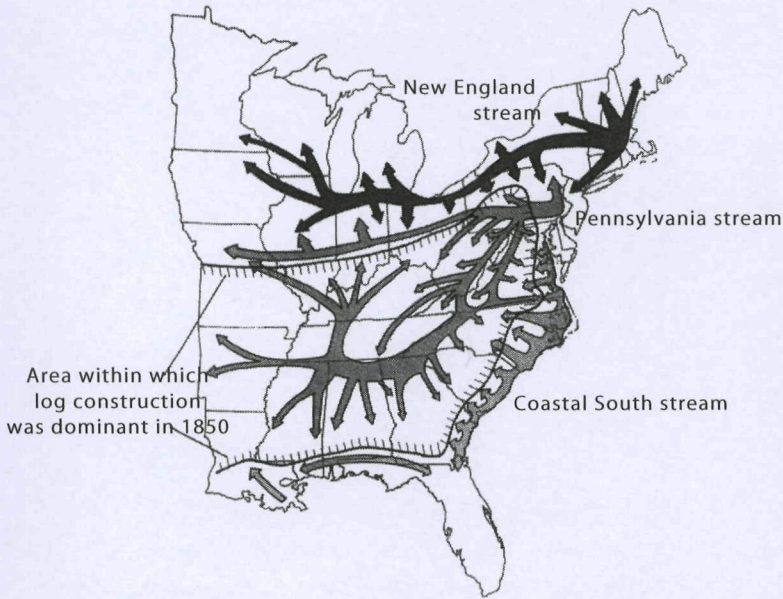 New England
stream
Pennsylvania stream
Area within which
log construction
was dominant in 1850
Coastal South stream